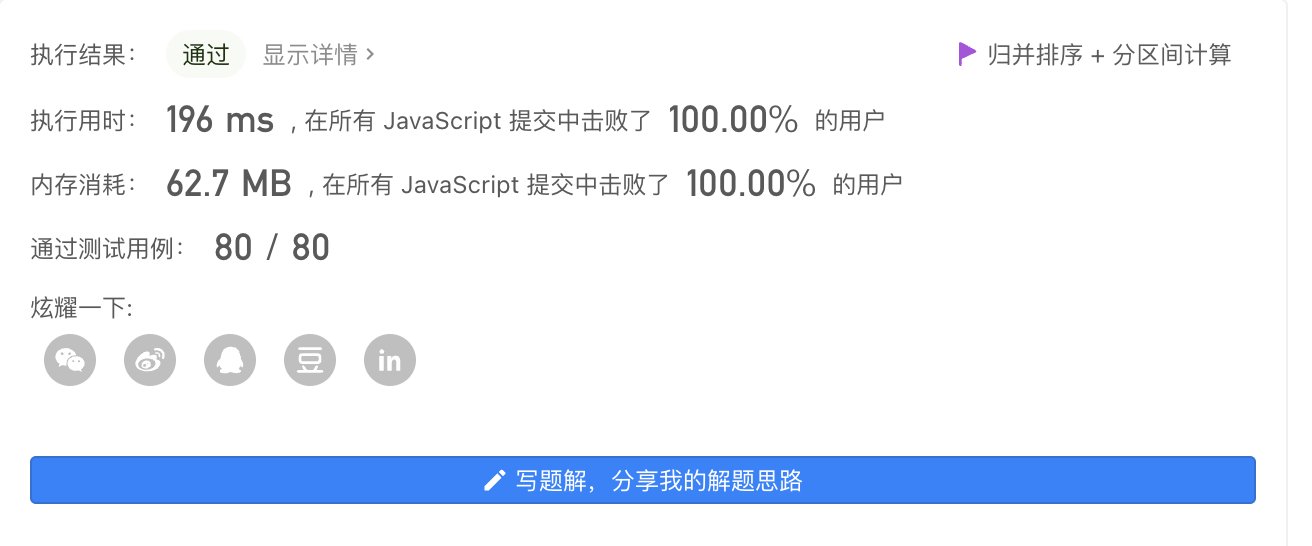 执行结果： 通过 显示详情 > 归并排序 + 分区间计算
执行用时： 196 ms , 在所有 JavaScript 提交中击败了 100.00% 的用户
内存消耗： 62.7 MB , 在所有 JavaScript 提交中击败了 100.00% 的用户
通过测试用例： 80 / 80
炫耀一下:
豆 in
写题解，分享我的解题思路